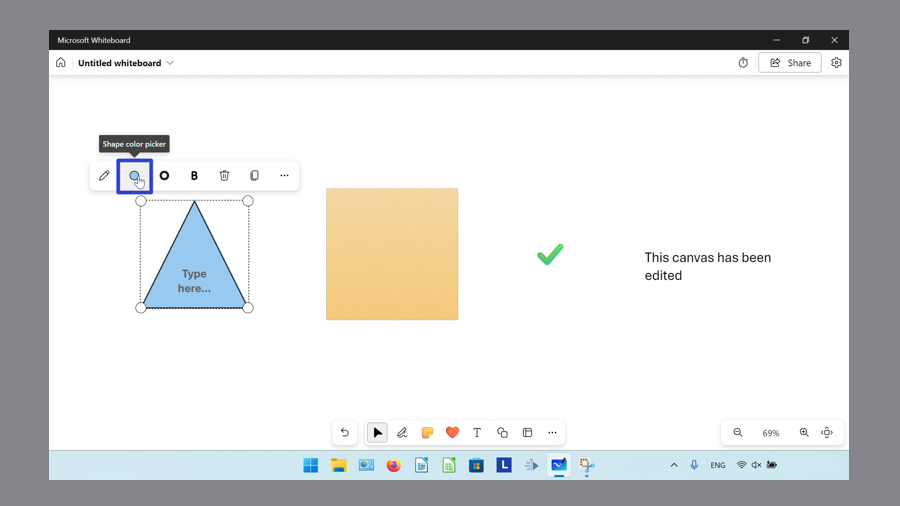 Microsoft Whiteboard
Untitled whiteboard
Share
Shape color picker
B
Type
here...
This canvas has been
edited
T
69%
L
ENG